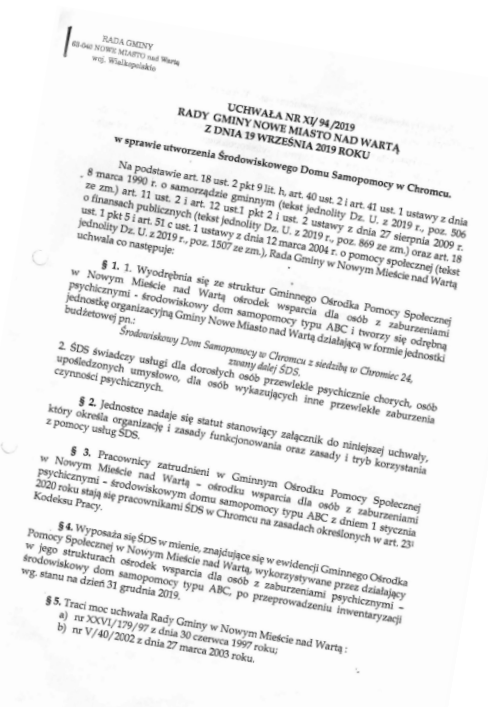 RADA GMINY
63-040 NOWE MIASTO nad Wartą
woj. Wielkopolskie
UCHWAŁA NR XI/94/2019
RADY GMINY NOWE MIASTO NAD WARTĄ
Z DNIA 19 WRZEŚNIA 2019 ROKU
w sprawie utworzenia Środowiskowego Domu Samopomocy w Chromcu.
Na podstawie art. 18 ust. 2 pkt 9 lit. h, art. 40 ust. 2 i art. 41 ust. 1 ustawy z dnia
8 marca 1990 r. o samorządzie gminnym (tekst jednolity Dz. U. z 2019 r., poz. 506
ze zm.) art. 11 ust. 2 i art. 12 ust.1 pkt 2 i ust. 2 ustawy z dnia 27 sierpnia 2009 r.
o finansach publicznych (tekst jednolity Dz. U. z 2019 r., poz. 869 ze zm.) oraz art. 18
ust. 1 pkt 5 i art. 51 c ust. 1 ustawy z dnia 12 marca 2004 r. o pomocy społecznej (tekst
jednolity Dz. U. z 2019 r., poz. 1507 ze zm.), Rada Gminy w Nowym Mieście nad Wartą
uchwala co następuje:
§ 1. 1. Wyodrębnia się ze struktur Gminnego Ośrodka Pomocy Społecznej
w Nowym Mieście nad Wartą ośrodek wsparcia dla osób z zaburzeniami
psychicznymi - środowiskowy dom samopomocy typu ABC i tworzy się odrębną
jednostkę organizacyjną Gminy Nowe Miasto nad Wartą działającą w formie jednostki
budżetowej pn.:
Środowiskowy Dom Samopomocy w Chromcu z siedzibą w Chromiec 24,
zwany dalej ŚDS.
2. ŚDS świadczy usługi dla dorosłych osób przewlekle psychicznie chorych, osób
upośledzonych umysłowo, dla osób wykazujących inne przewlekłe zaburzenia
czynności psychicznych.
§ 2. Jednostce nadaje się statut stanowiący załącznik do niniejszej uchwały,
który określa organizację i zasady funkcjonowania oraz zasady i tryb korzystania
z pomocy usług ŚDS.
§ 3. Pracownicy zatrudnieni w Gminnym Ośrodku Pomocy Społecznej
w Nowym Mieście nad Wartą – ośrodku wsparcia dla osób z zaburzeniami
psychicznymi – środowiskowym domu samopomocy typu ABC z dniem 1 stycznia
2020 roku stają się pracownikami ŚDS w Chromcu na zasadach określonych w art. 23¹
Kodeksu Pracy.
§ 4. Wyposaża się ŚDS w mienie, znajdujące się w ewidencji Gminnego Ośrodka
Pomocy Społecznej w Nowym Mieście nad Wartą, wykorzystywane przez działający
w jego strukturach ośrodek wsparcia dla osób z zaburzeniami psychicznymi –
środowiskowy dom samopomocy typu ABC, po przeprowadzeniu inwentaryzacji
wg. stanu na dzień 31 grudnia 2019.
§ 5. Traci moc uchwała Rady Gminy w Nowym Mieście nad Wartą :
a) nr XXVI/179/97 z dnia 30 czerwca 1997 roku;
b) nr V/40/2002 z dnia 27 marca 2003 roku.